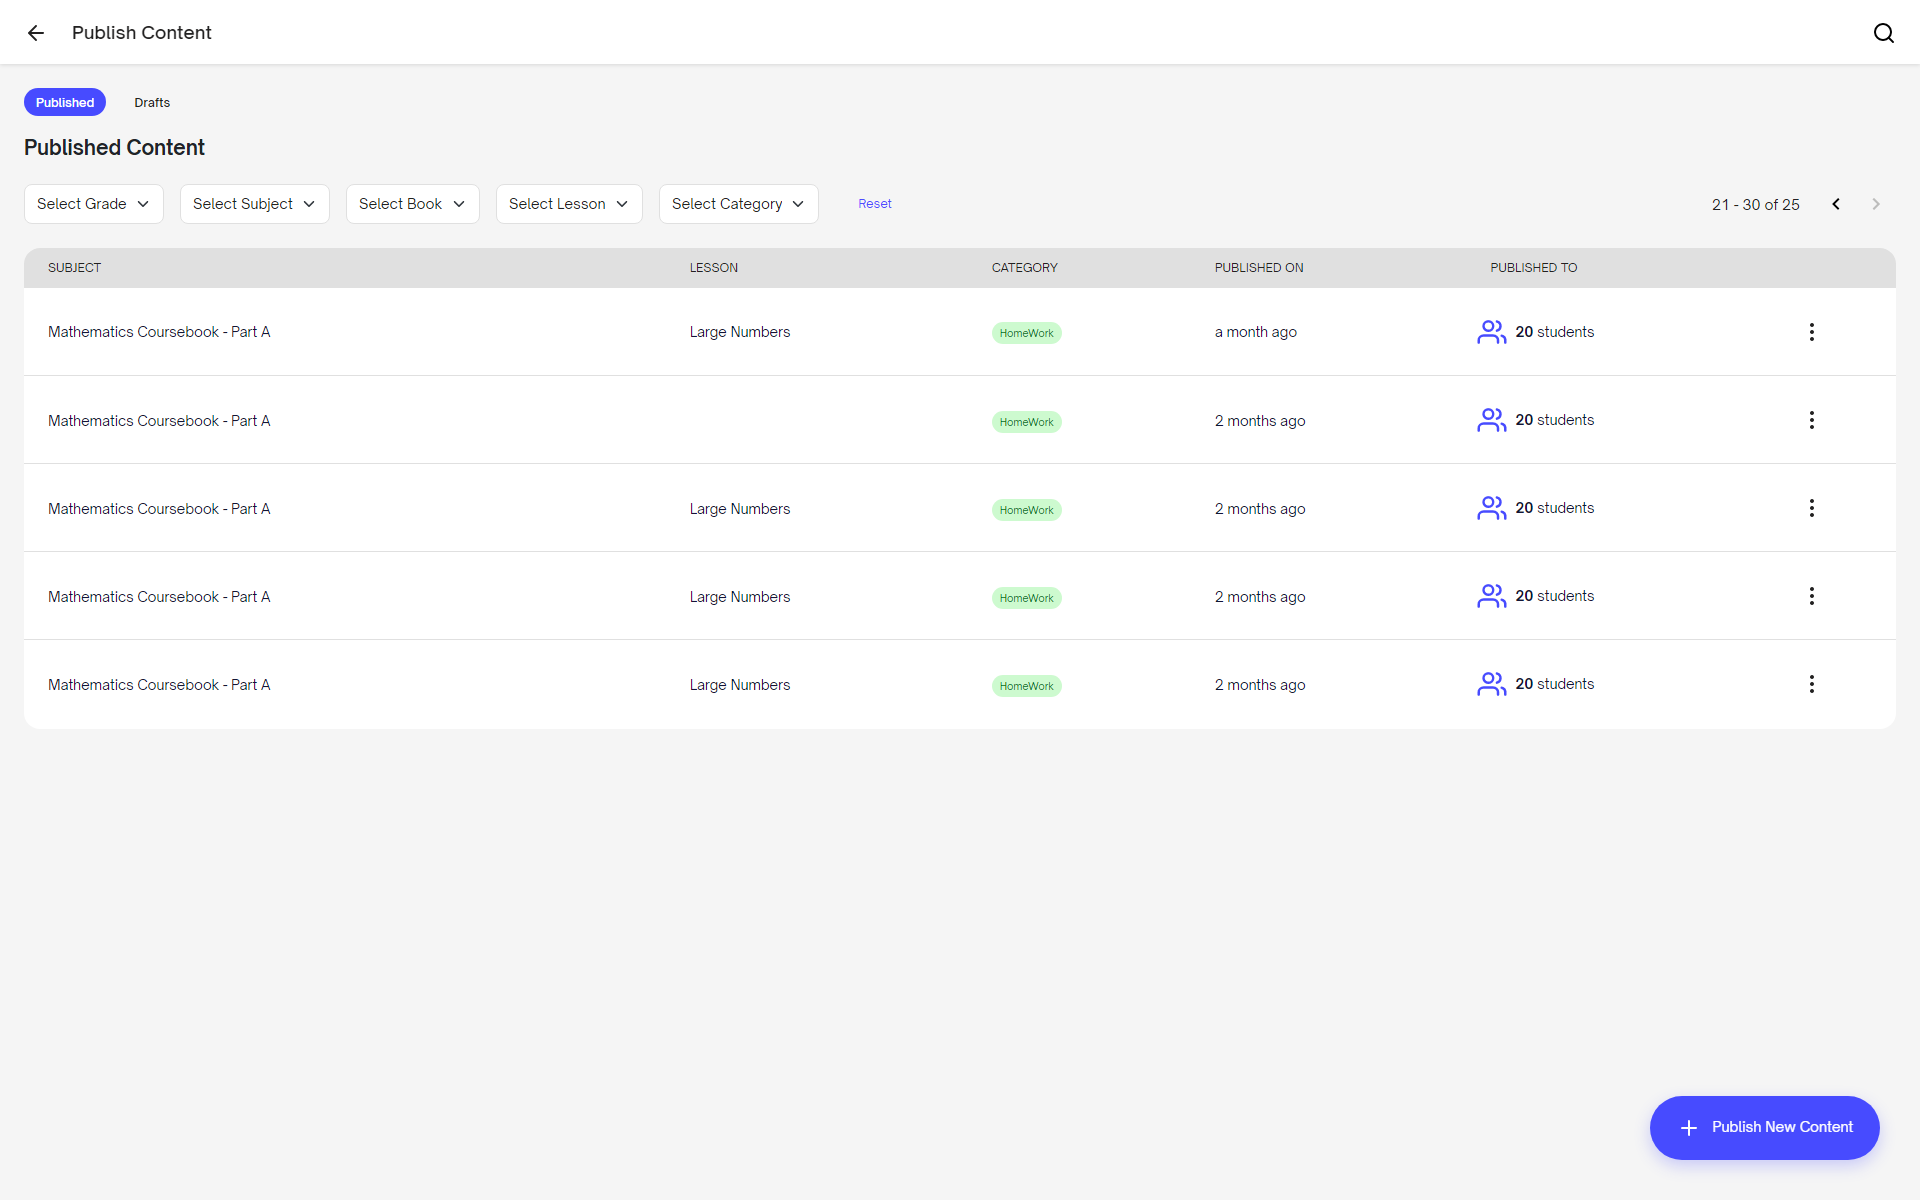 Publish Content
Published Drafts
Published Content
Select Grade Select Subject Select Book Select Lesson Select Category Reset 21 - 30 of 25
SUBJECT LESSON CATEGORY PUBLISHED ON PUBLISHED TO
Mathematics Coursebook - Part A Large Numbers HomeWork a month ago 20 students
Mathematics Coursebook - Part A HomeWork 2 months ago 20 students
Mathematics Coursebook - Part A Large Numbers HomeWork 2 months ago 20 students
Mathematics Coursebook - Part A Large Numbers HomeWork 2 months ago 20 students
Mathematics Coursebook - Part A Large Numbers HomeWork 2 months ago 20 students
Publish New Content